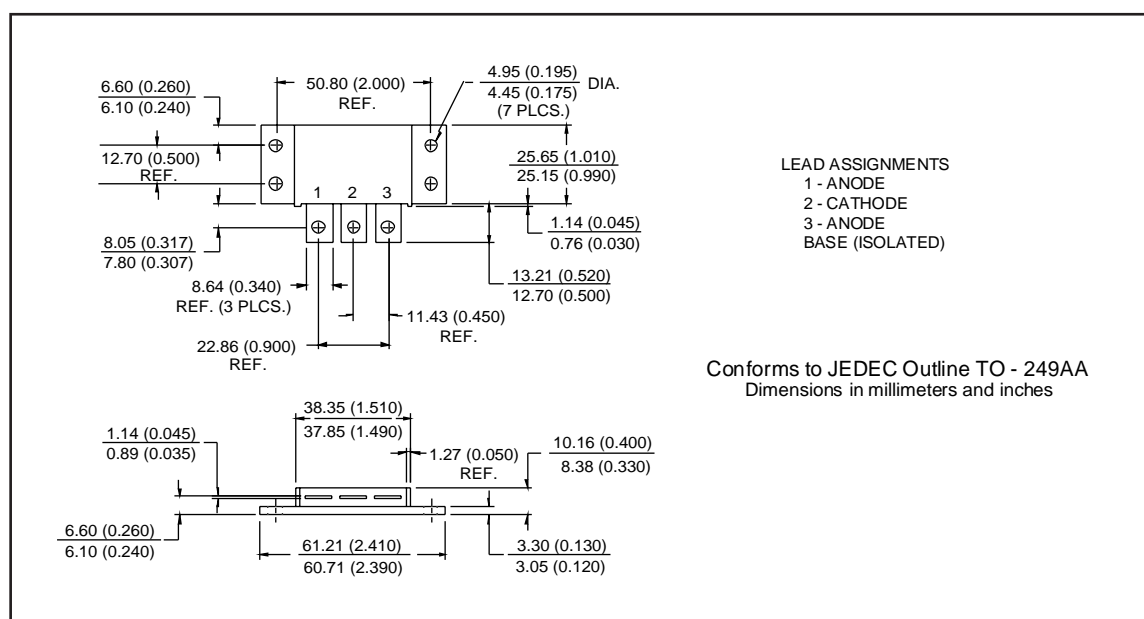 6.60 (0.260)
6.10 (0.240)
50.80 (2.000)
REF.
4.95 (0.195)
4.45 (0.175)
DIA.
(7 PLCS.)
12.70 (0.500)
REF.
25.65 (1.010)
25.15 (0.990)
1 2 3
8.05 (0.317)
7.80 (0.307)
1.14 (0.045)
0.76 (0.030)
8.64 (0.340)
REF. (3 PLCS.)
13.21 (0.520)
12.70 (0.500)
11.43 (0.450)
REF.
22.86 (0.900)
REF.
LEAD ASSIGNMENTS
1 - ANODE
2 - CATHODE
3 - ANODE
BASE (ISOLATED)
Conforms to JEDEC Outline TO - 249AA
Dimensions in millimeters and inches
38.35 (1.510)
37.85 (1.490)
1.14 (0.045)
0.89 (0.035)
1.27 (0.050)
REF.
10.16 (0.400)
8.38 (0.330)
6.60 (0.260)
6.10 (0.240)
61.21 (2.410)
60.71 (2.390)
3.30 (0.130)
3.05 (0.120)